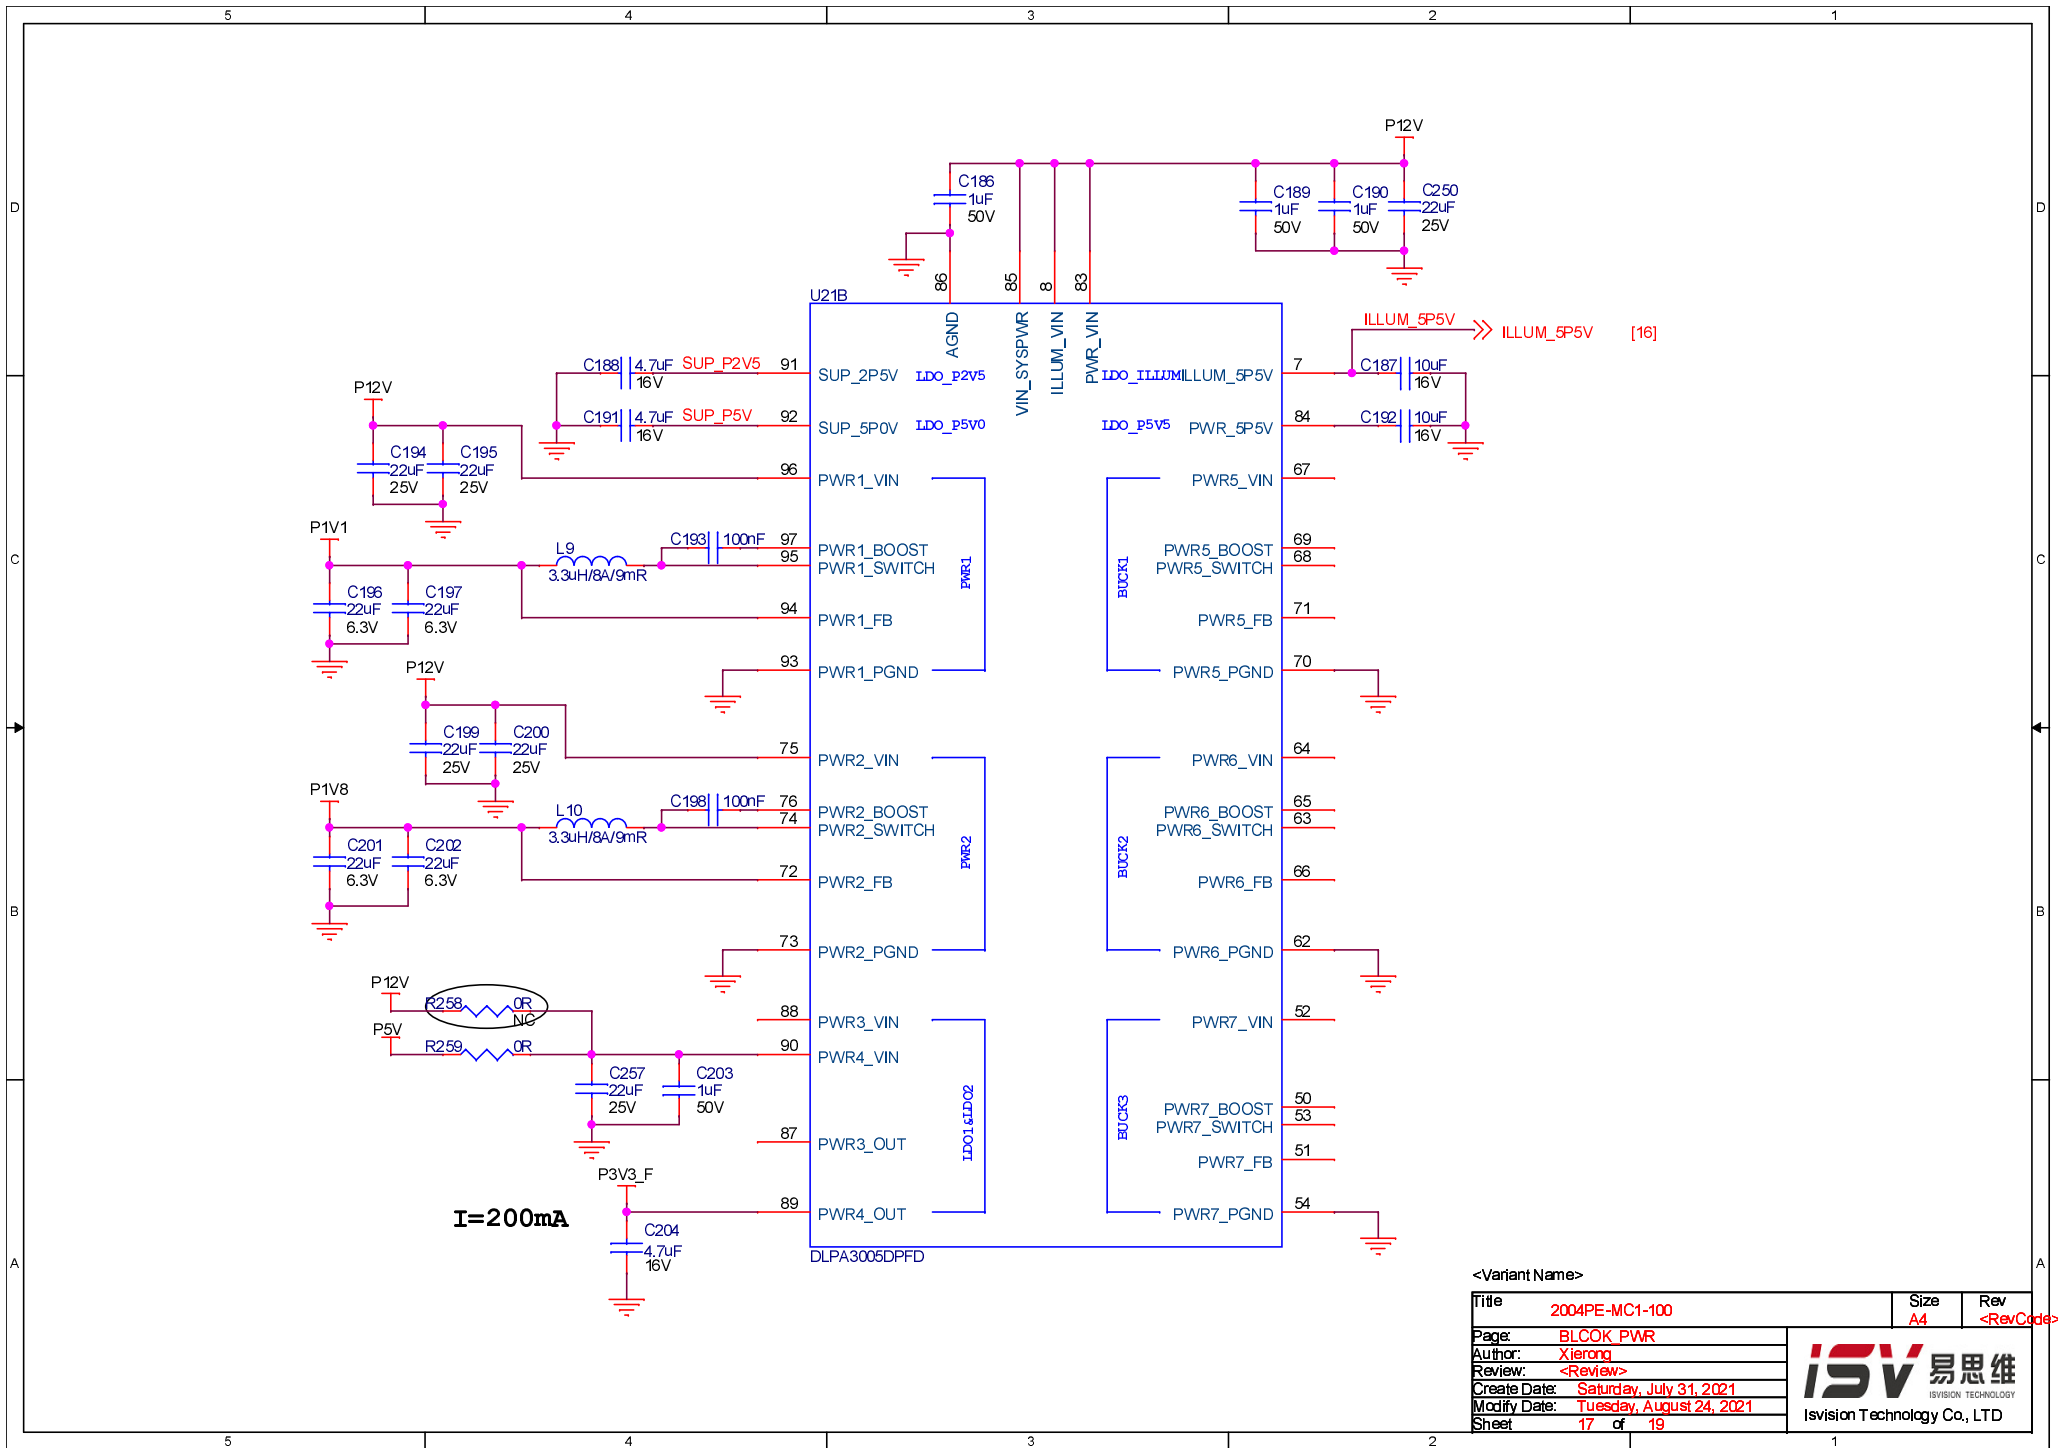 5 4 3 2 1
D D
C C
B B
A A
P12V
C186
1uF
50V
C189
1uF
50V
C190
1uF
50V
C250
22uF
25V
86
85
8
83
U21B
AGND
VIN_SYSPWR
ILLUM_VIN
PWR_VIN
ILLUM_5P5V
ILLUM_5P5V [16]
C188 4.7uF SUP_P2V5 91
16V
SUP_2P5V LDO_P2V5
LDO_ILLUM ILLUM_5P5V
7 C187 10uF
16V
C191 4.7uF SUP_P5V 92
16V
SUP_5P0V LDO_P5V0
LDO_P5V5 PWR_5P5V
84 C192 10uF
16V
P12V
C194
22uF
25V
C195
22uF
25V
96 PWR1_VIN
PWR5_VIN 67
P1V1
L9
3.3uH/8A/9mR
C193 100nF 97 PWR1_BOOST
95 PWR1_SWITCH
PWR1
BUCK1
PWR5_BOOST 69
PWR5_SWITCH 68
C196
22uF
6.3V
C197
22uF
6.3V
94 PWR1_FB
PWR5_FB 71
93 PWR1_PGND
PWR5_PGND 70
P12V
C199
22uF
25V
C200
22uF
25V
75 PWR2_VIN
PWR6_VIN 64
P1V8
L10
3.3uH/8A/9mR
C198 100nF 76 PWR2_BOOST
74 PWR2_SWITCH
PWR2
BUCK2
PWR6_BOOST 65
PWR6_SWITCH 63
C201
22uF
6.3V
C202
22uF
6.3V
72 PWR2_FB
PWR6_FB 66
73 PWR2_PGND
PWR6_PGND 62
P12V
R258 0R
NC
P5V
R259 0R
88 PWR3_VIN
PWR7_VIN 52
90 PWR4_VIN
C257
22uF
25V
C203
1uF
50V
LDO1&LDO2
BUCK3
PWR7_BOOST 50
PWR7_SWITCH 53
87 PWR3_OUT
PWR7_FB 51
P3V3_F
I=200mA
89 PWR4_OUT
PWR7_PGND 54
C204
4.7uF
16V
DLPA3005DPFD
<Variant Name>
Title 2004PE-MC1-100 Size A4 Rev <RevCode>
Page: BLCOK_PWR
Author: Xierong
Review: <Review>
Create Date: Saturday, July 31, 2021
Modify Date: Tuesday, August 24, 2021
Sheet 17 of 19
iSV 易思维
ISVISION TECHNOLOGY
Isvision Technology Co., LTD
5 4 3 2 1